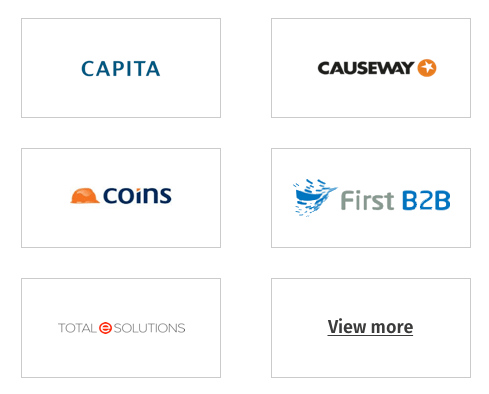 CAPITA
CAUSEWAY
coins
First B2B
TOTAL e SOLUTIONS
View more